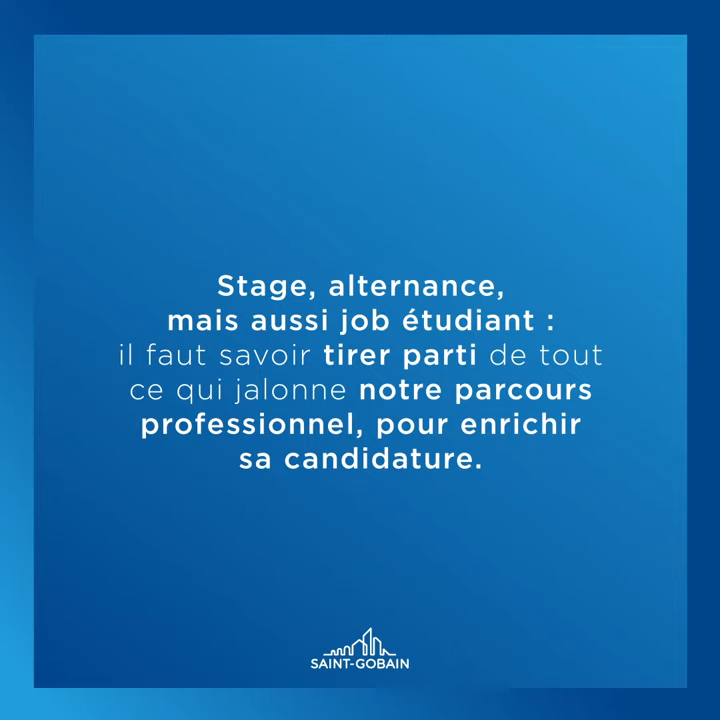 Stage, alternance,
mais aussi job étudiant :
il faut savoir tirer parti de tout
ce qui jalonne notre parcours
professionnel, pour enrichir
sa candidature.
SAINT-GOBAIN